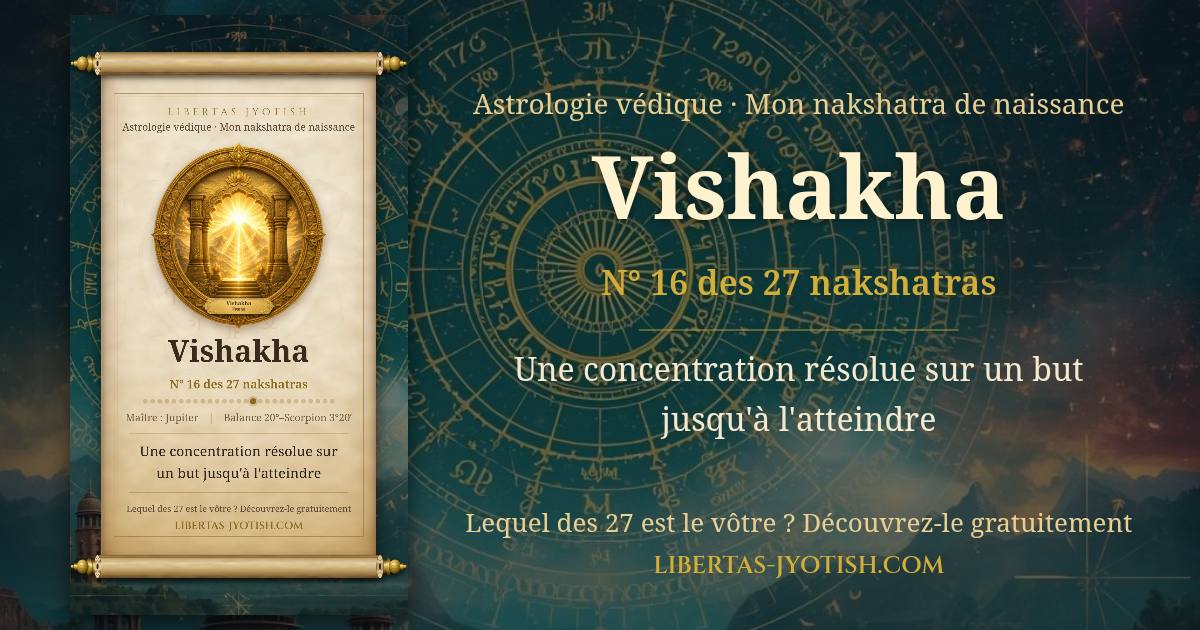 LIBERTAS JYOTISH
Astrologie védique · Mon nakshatra de naissance
Vishakha
Vishakha
N° 16 des 27 nakshatras
Maître : Jupiter | Balance 20°–Scorpion 3°20'
Une concentration résolue sur
un but jusqu'à l'atteindre
Lequel des 27 est le vôtre ? Découvrez-le gratuitement
LIBERTAS-JYOTISH.COM
Astrologie védique · Mon nakshatra de naissance
Vishakha
N° 16 des 27 nakshatras
Une concentration résolue sur un but
jusqu'à l'atteindre
Lequel des 27 est le vôtre ? Découvrez-le gratuitement
LIBERTAS-JYOTISH.COM